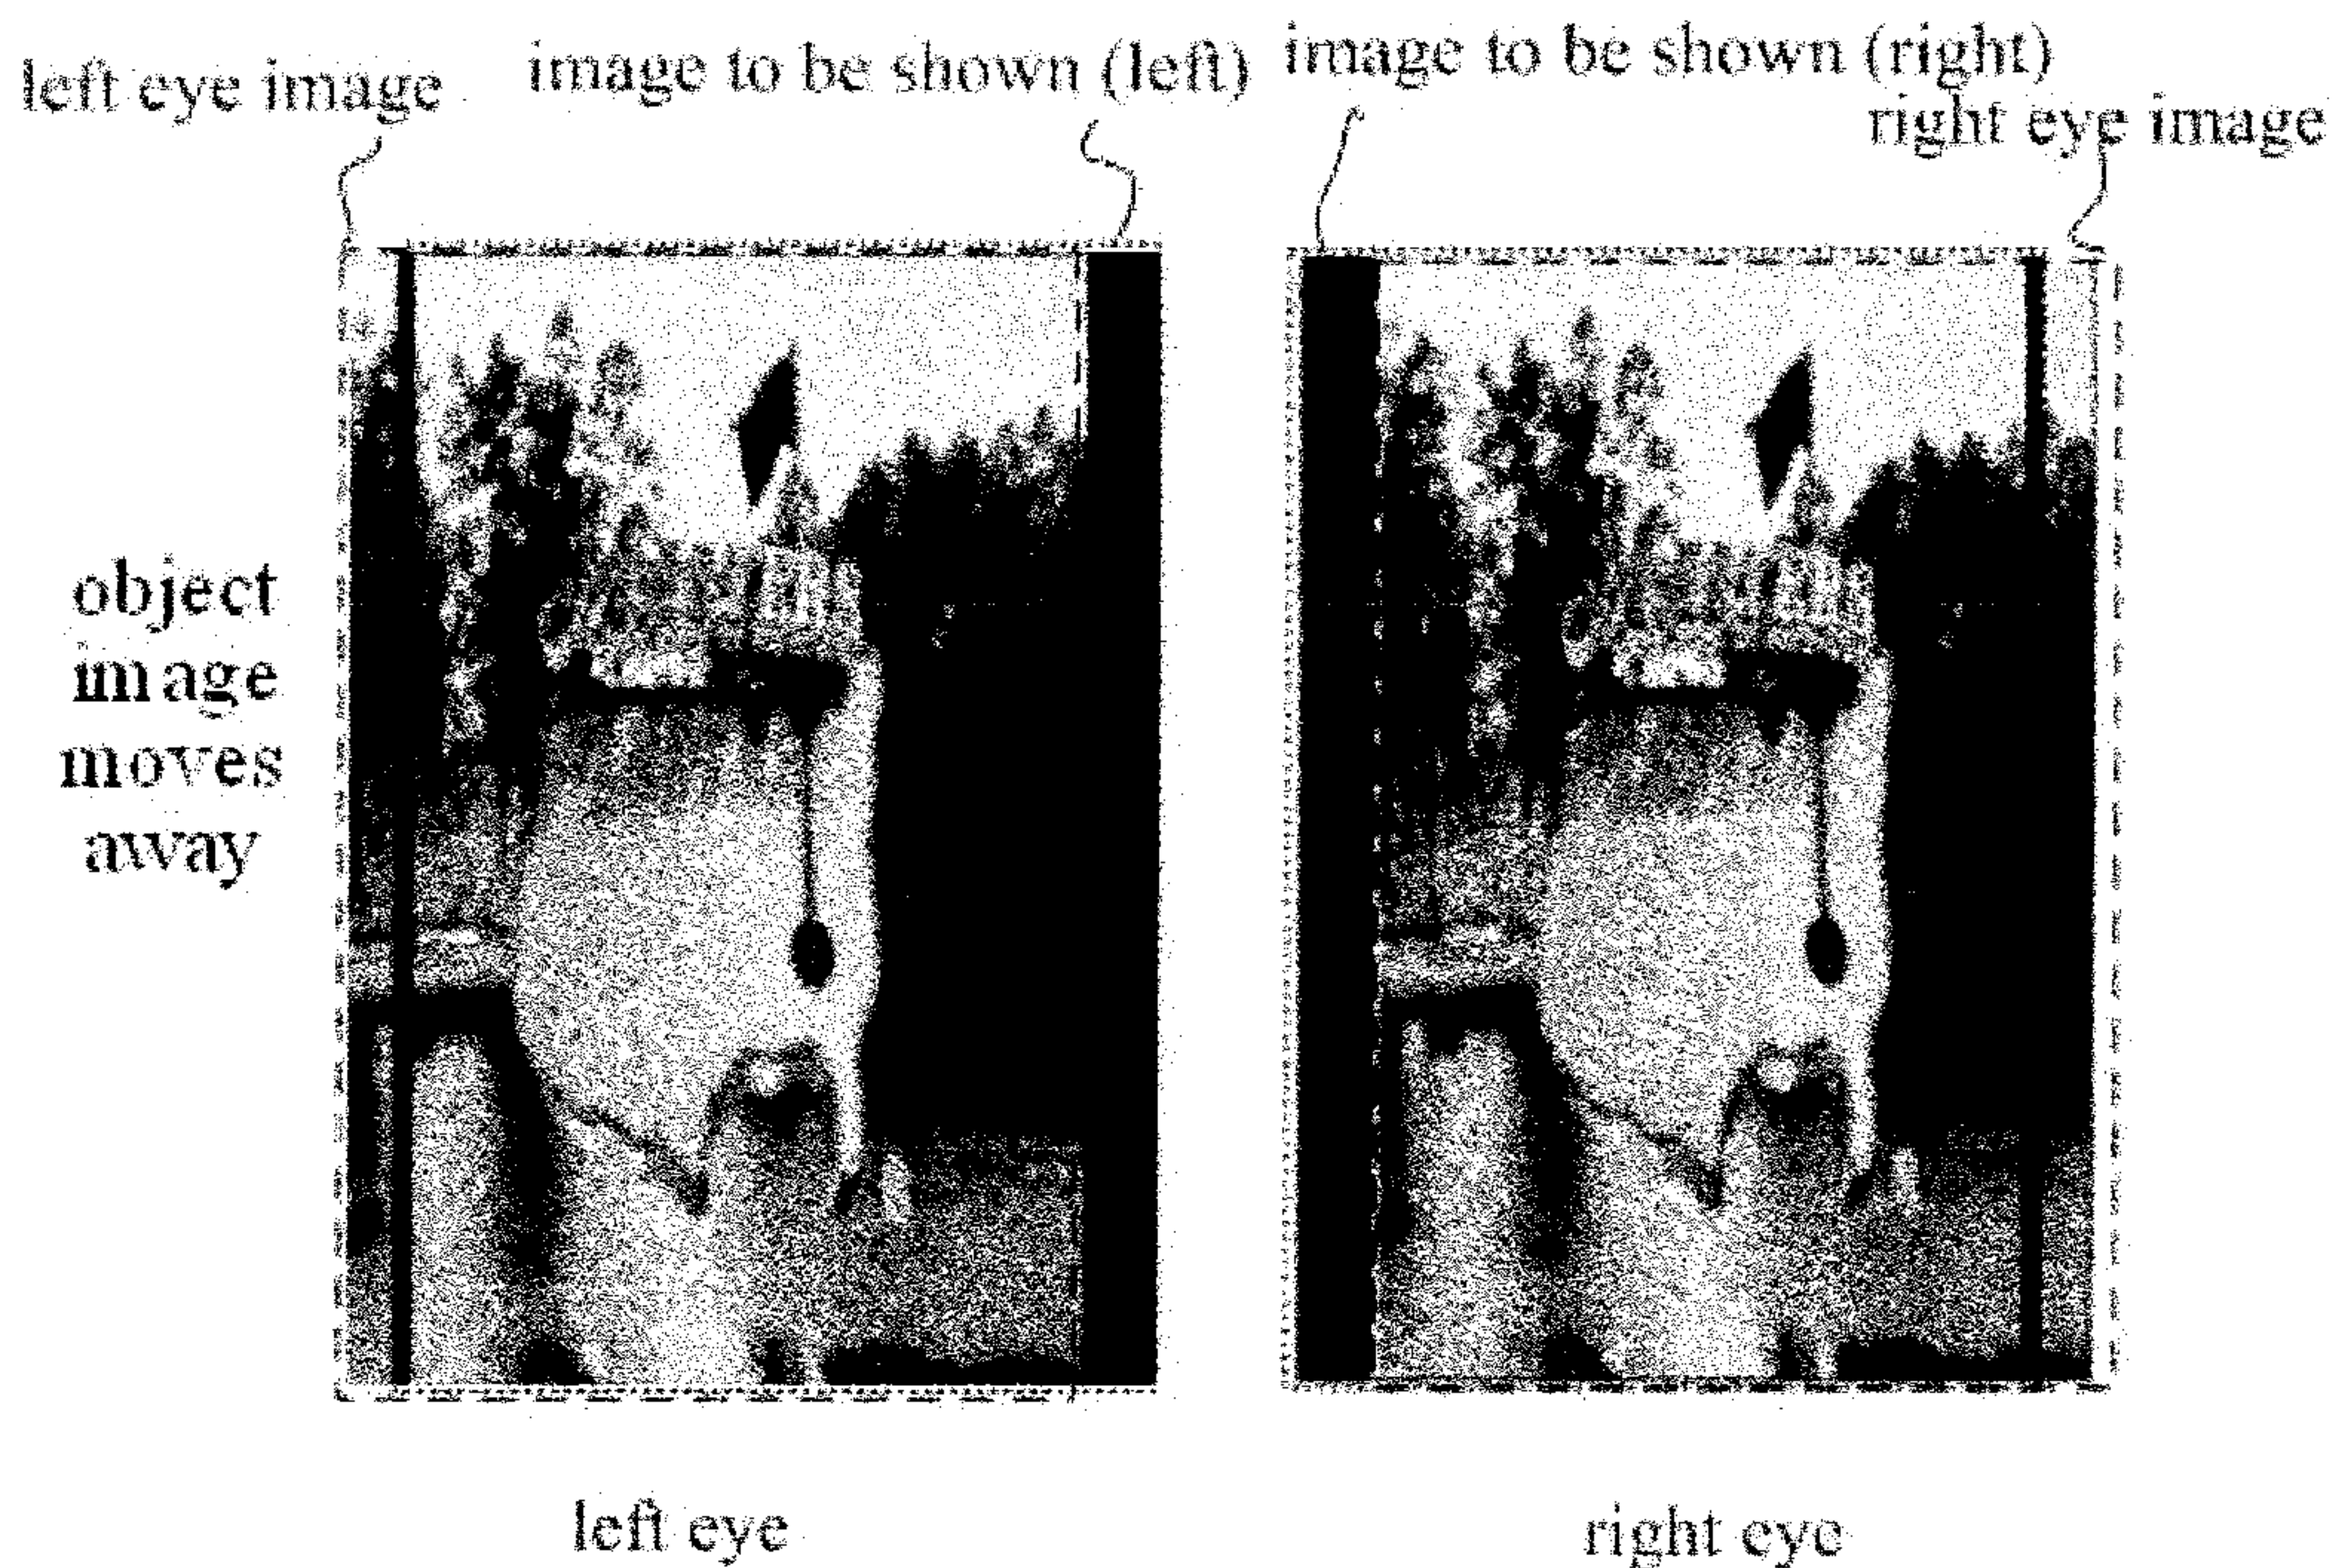 left eye image
image to be shown (left)
image to be shown (right)
right eye image
object
image
moves
away
left eye
right eye